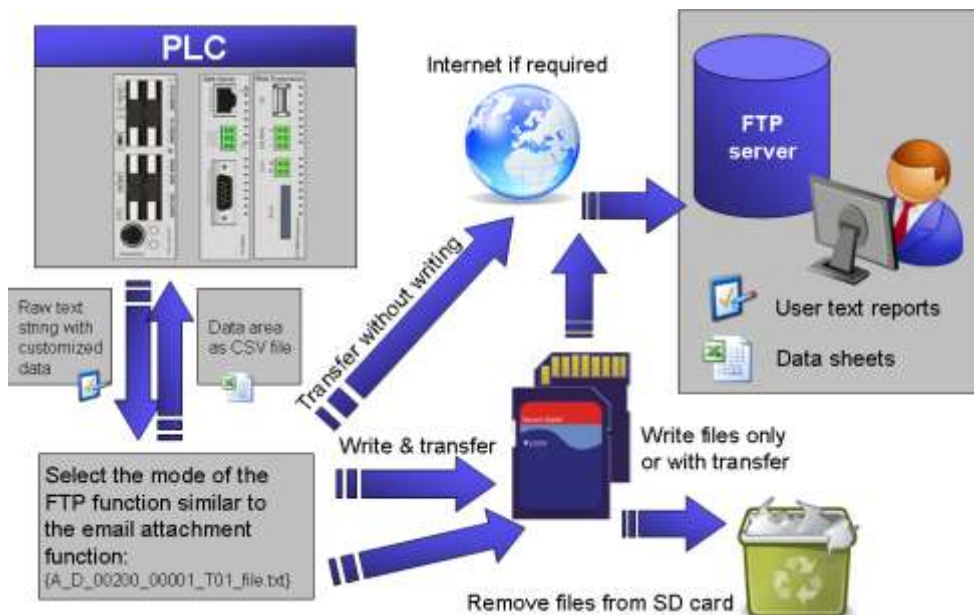 PLC
Internet if required
FTP
server
User text reports
Data sheets
Raw text
string with
customized
data
Data area
as CSV file
Transfer without writing
Write & transfer
Write files only
or with transfer
Select the mode of the
FTP function similar to
the email attachment
function:
{A_D_00200_00001_T01_file.txt}
Remove files from SD card